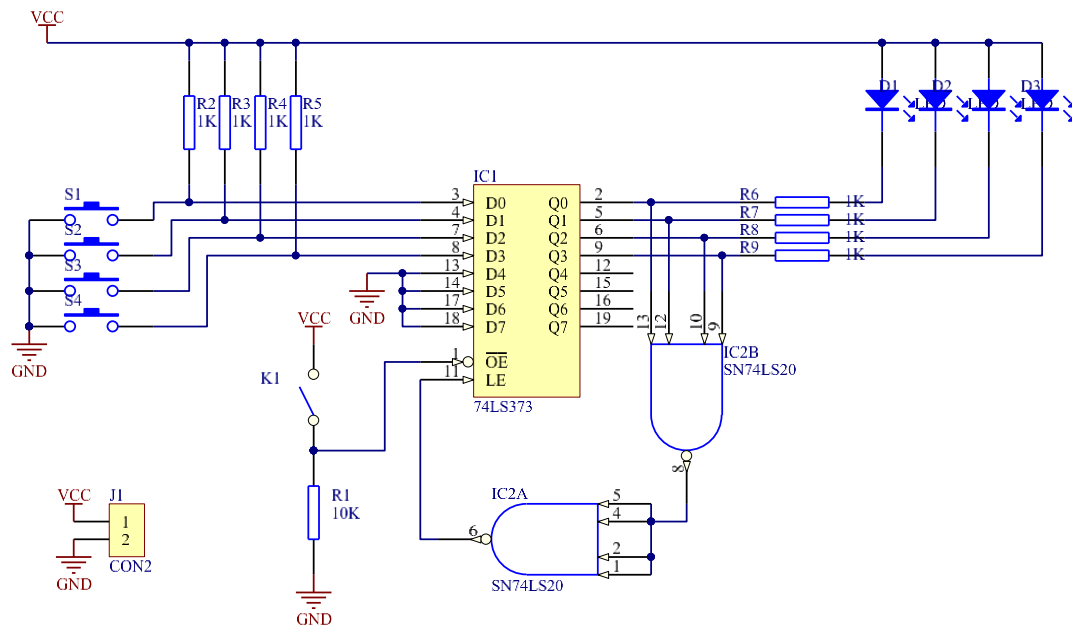 VCC
D1
D2
D3
LED
LED
LED
R2
R3
R4
R5
1K
1K
1K
1K
IC1
S1
S2
S3
S4
3
4
7
8
13
14
17
18
1
11
D0
D1
D2
D3
D4
D5
D6
D7
OE
LE
Q0
Q1
Q2
Q3
Q4
Q5
Q6
Q7
2
5
6
9
12
15
16
19
74LS373
R6
R7
R8
R9
1K
1K
1K
1K
GND
GND
VCC
K1
13
12
10
9
IC2B
SN74LS20
8
R1
10K
GND
IC2A
5
4
2
1
6
SN74LS20
VCC
J1
1
2
CON2
GND